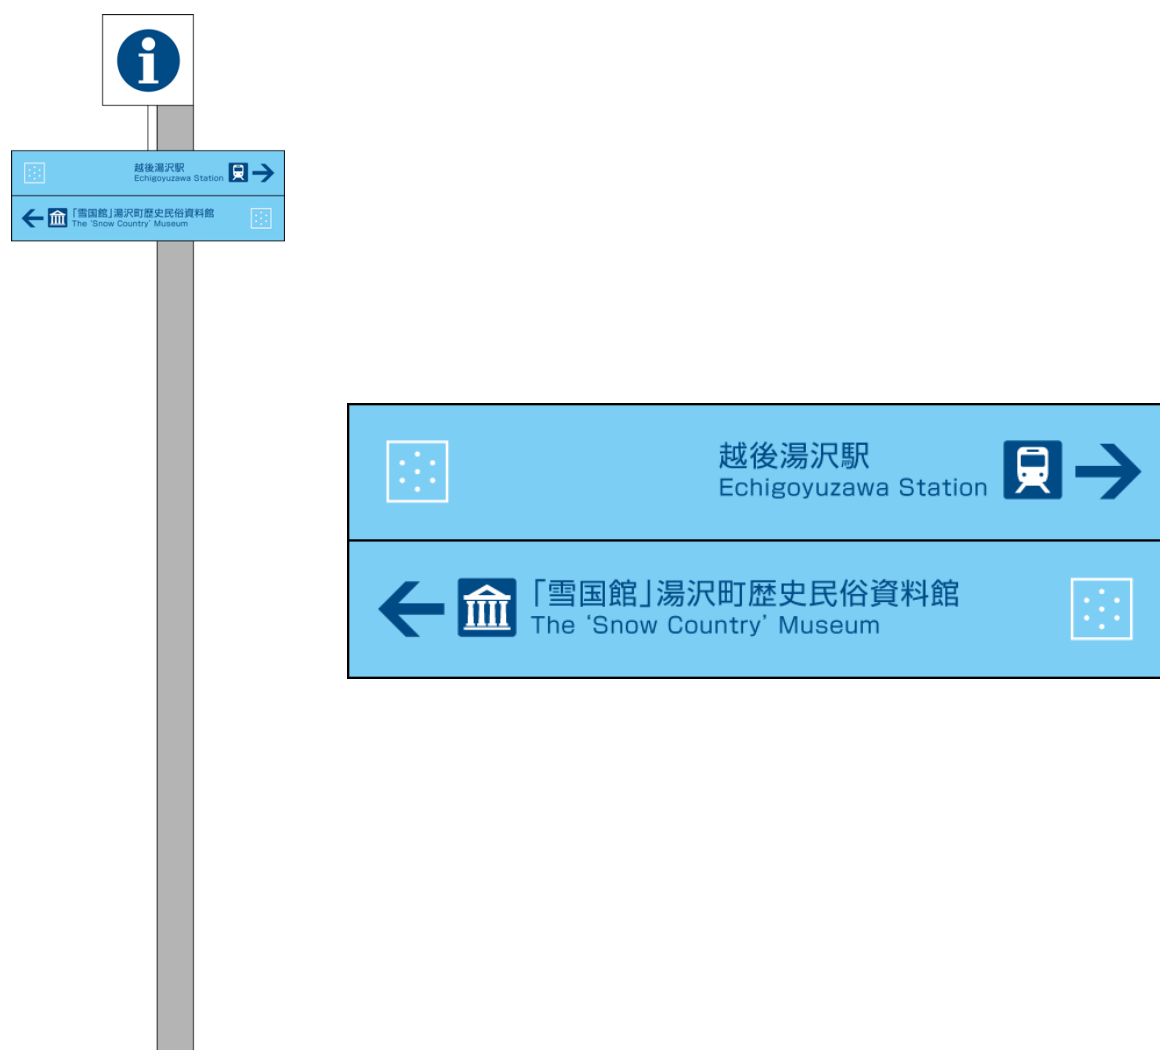 i
越後湯沢駅
Echigoyuzawa Station
「雪国館」湯沢町歴史民俗資料館
The ‘Snow Country’ Museum
越後湯沢駅
Echigoyuzawa Station
「雪国館」湯沢町歴史民俗資料館
The ‘Snow Country’ Museum